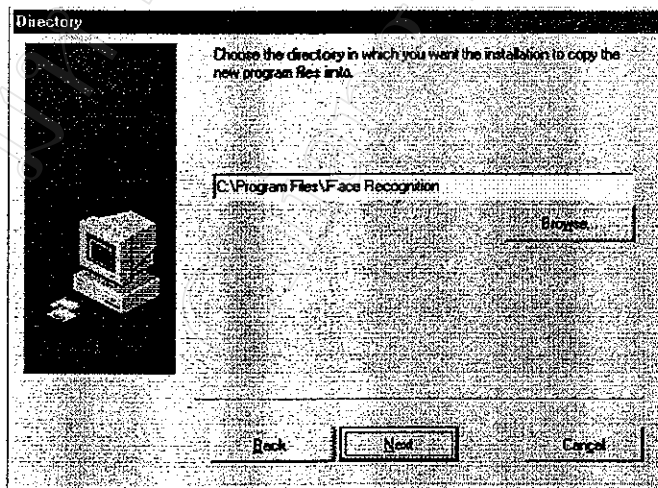 Directory
Choose the directory in which you want the installation to copy the
new program files into.
C:\Program Files\Face Recognition
Browse...
Back
Next
Cancel